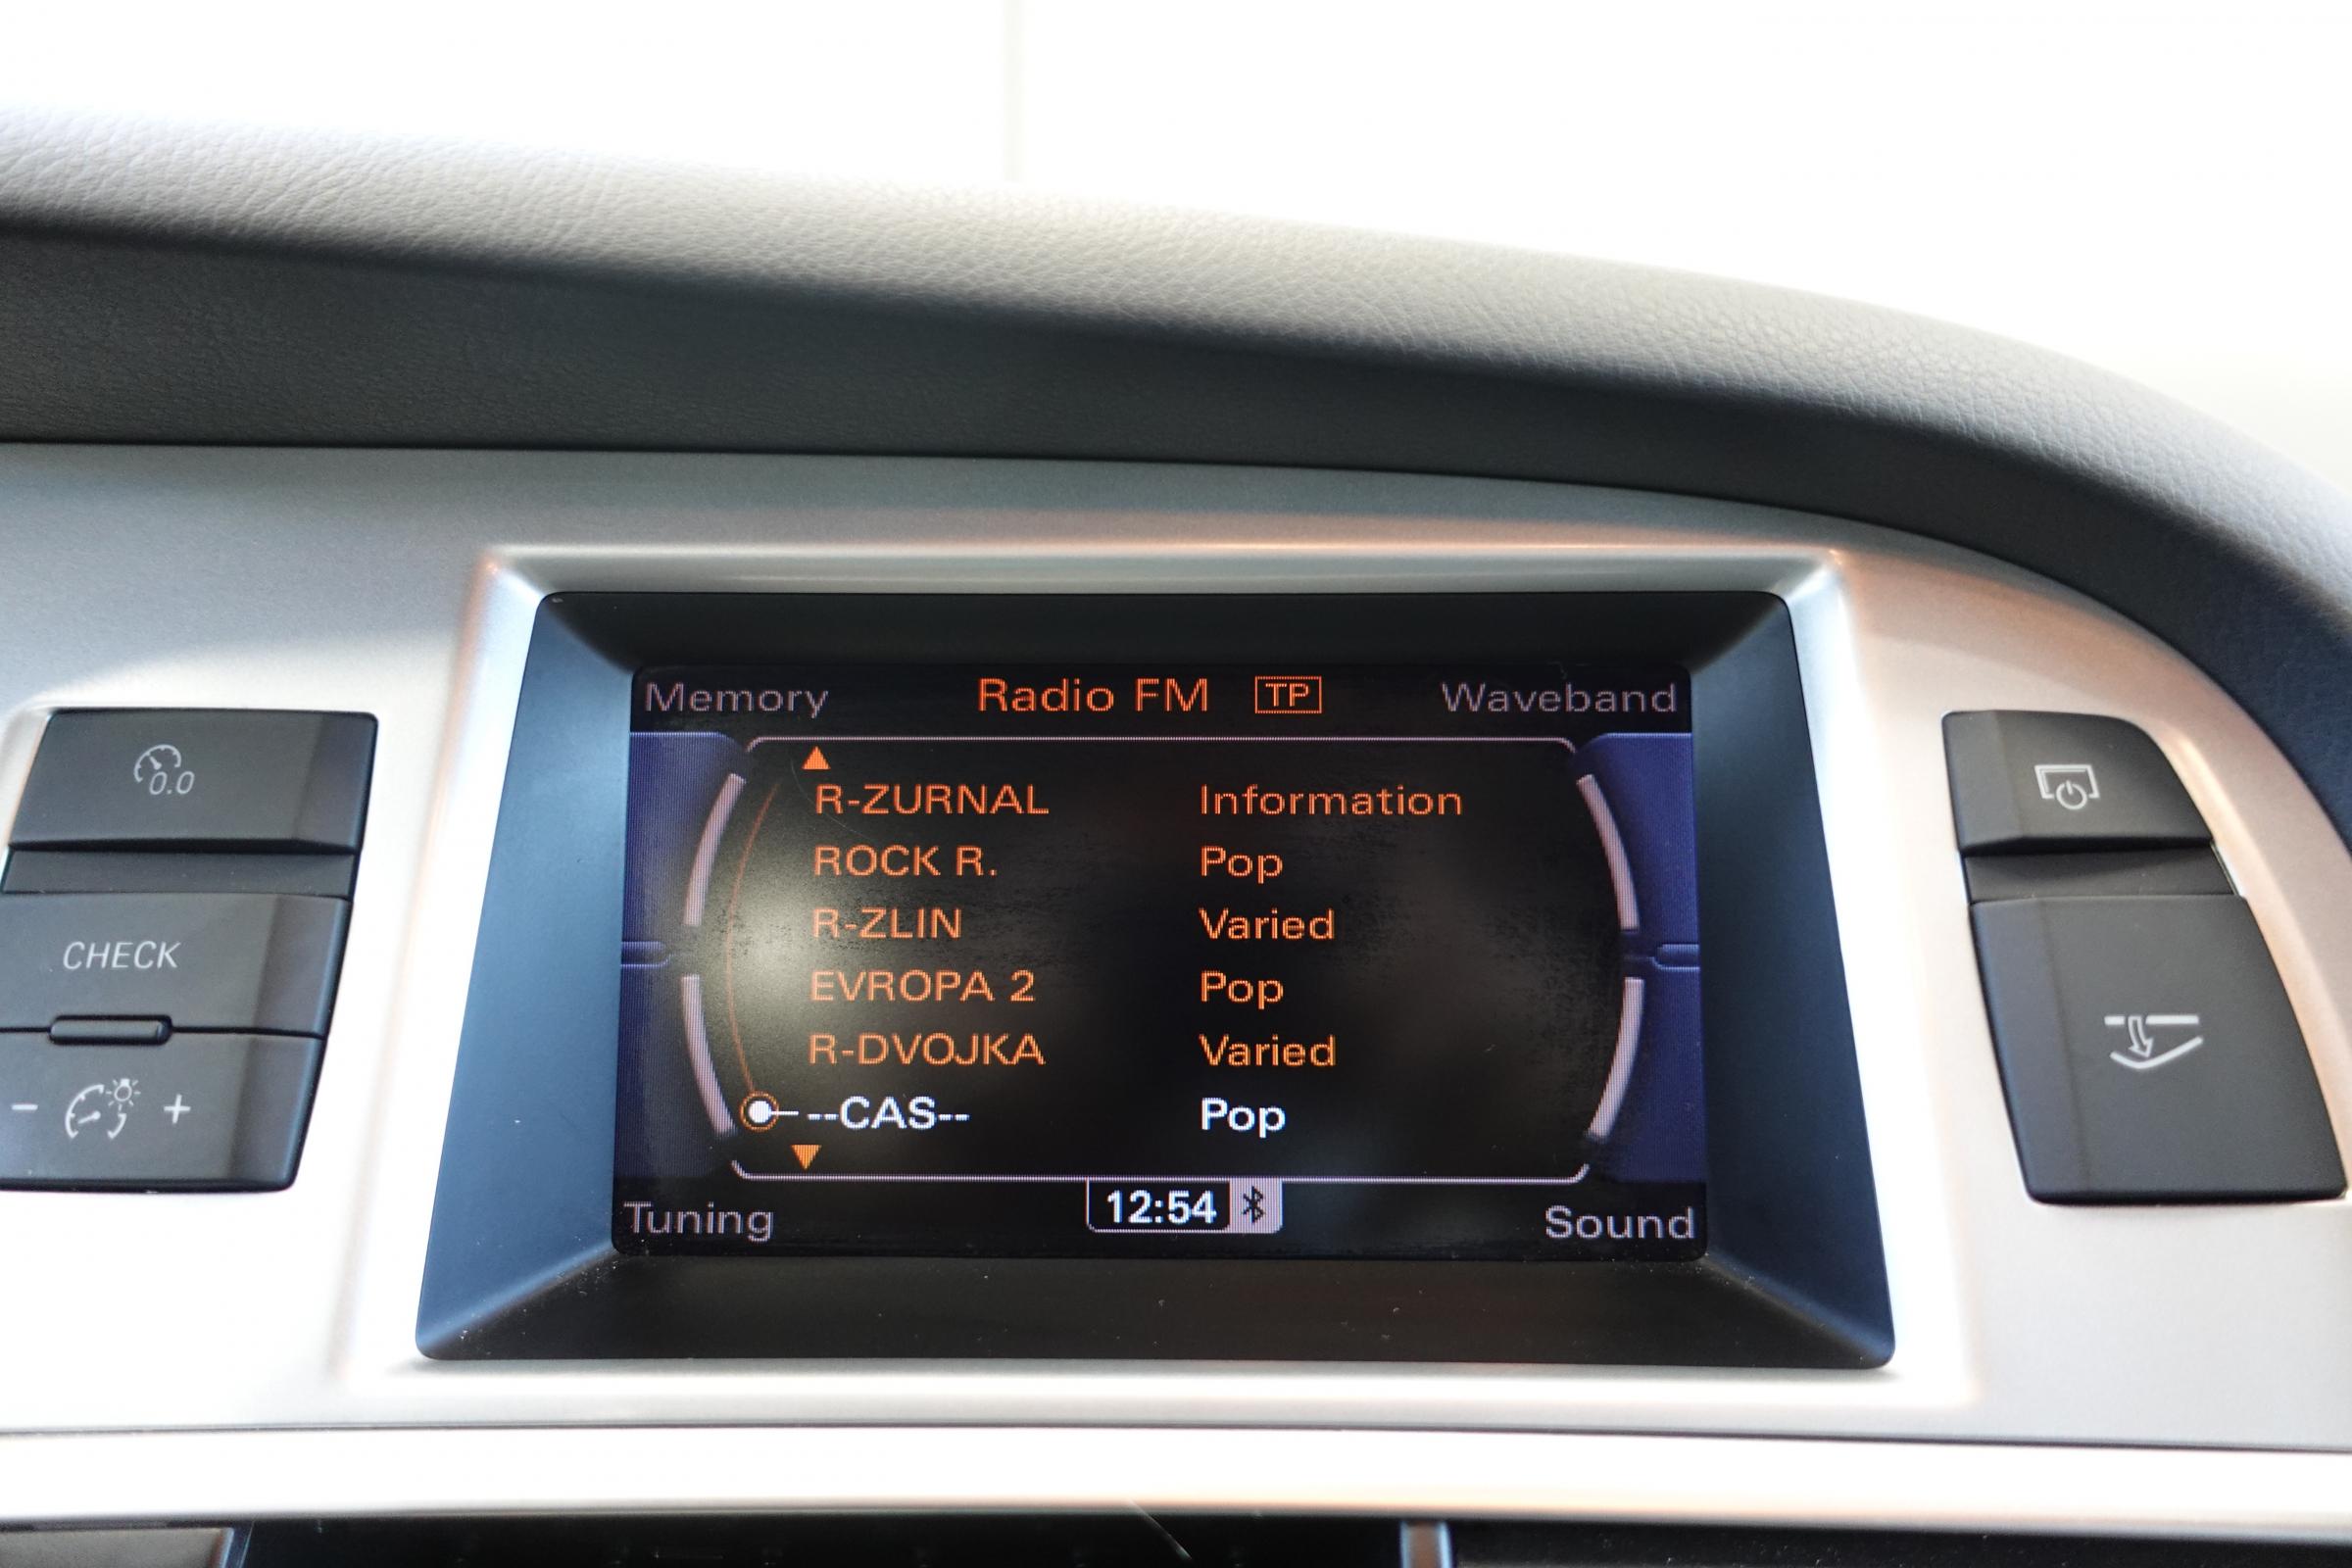 Memory Radio FM TP Waveband
R-ZURNAL Information
ROCK R. Pop
R-ZLIN Varied
EVROPA 2 Pop
R-DVOJKA Varied
--CAS-- Pop
Tuning 12:54 Sound
0.0
CHECK
- +